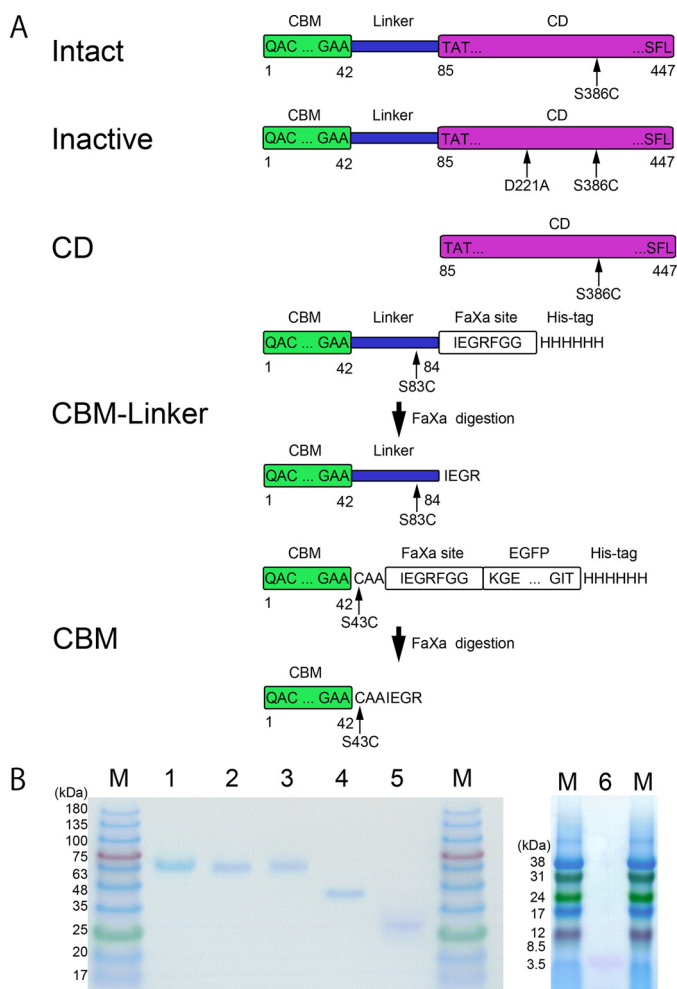 A
CBM Linker CD
Intact
QAC ... GAA TAT... ...SFL
1 42 85 447
S386C
CBM Linker CD
Inactive
QAC ... GAA TAT... ...SFL
1 42 85 447
D221A S386C
CD
CD
TAT... ...SFL
85 447
S386C
CBM Linker FaXa site His-tag
QAC ... GAA IEGRFGG HHHHHH
1 42 84
S83C
CBM-Linker
FaXa digestion
CBM Linker
QAC ... GAA IEGR
1 42 84
S83C
CBM FaXa site EGFP His-tag
QAC ... GAA CAA IEGRFGG KGE ... GIT HHHHHH
1 42
S43C
CBM
FaXa digestion
CBM
QAC ... GAA CAAIEGR
1 42
S43C
B
M 1 2 3 4 5 M
(kDa)
180
135
100
75
63
48
35
25
20
17
M 6 M
(kDa)
38
31
24
17
12
8.5
3.5